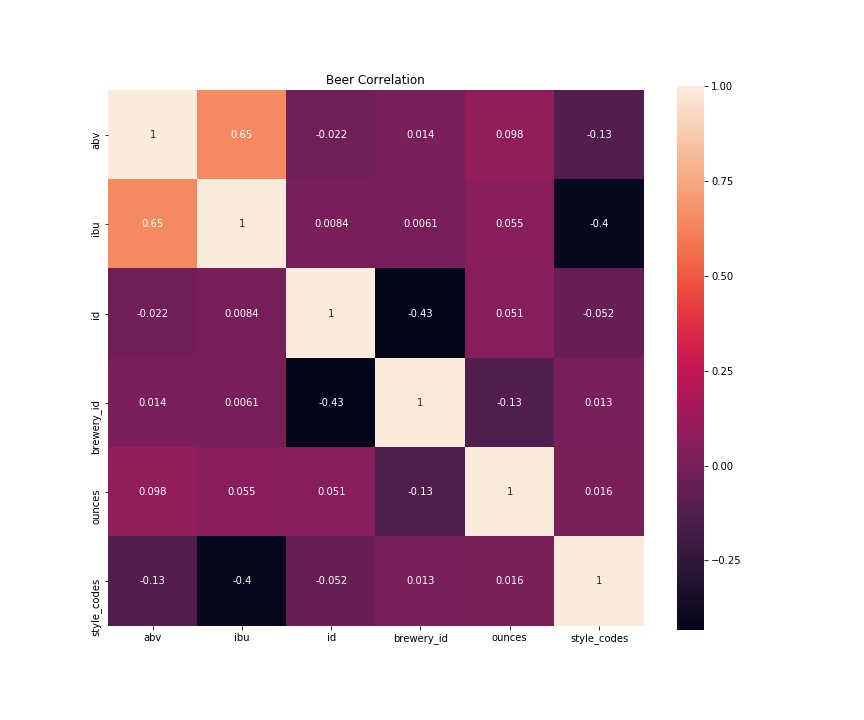 Beer Correlation
1.00
abv 1 0.65 -0.022 0.014 0.098 -0.13
0.75
ibu 0.65 1 0.0084 0.0061 0.055 -0.4
0.50
id -0.022 0.0084 1 -0.43 0.051 -0.052
0.25
brewery_id 0.014 0.0061 -0.43 1 -0.13 0.013
0.00
ounces 0.098 0.055 0.051 -0.13 1 0.016
−0.25
style_codes -0.13 -0.4 -0.052 0.013 0.016 1
abv ibu id brewery_id ounces style_codes